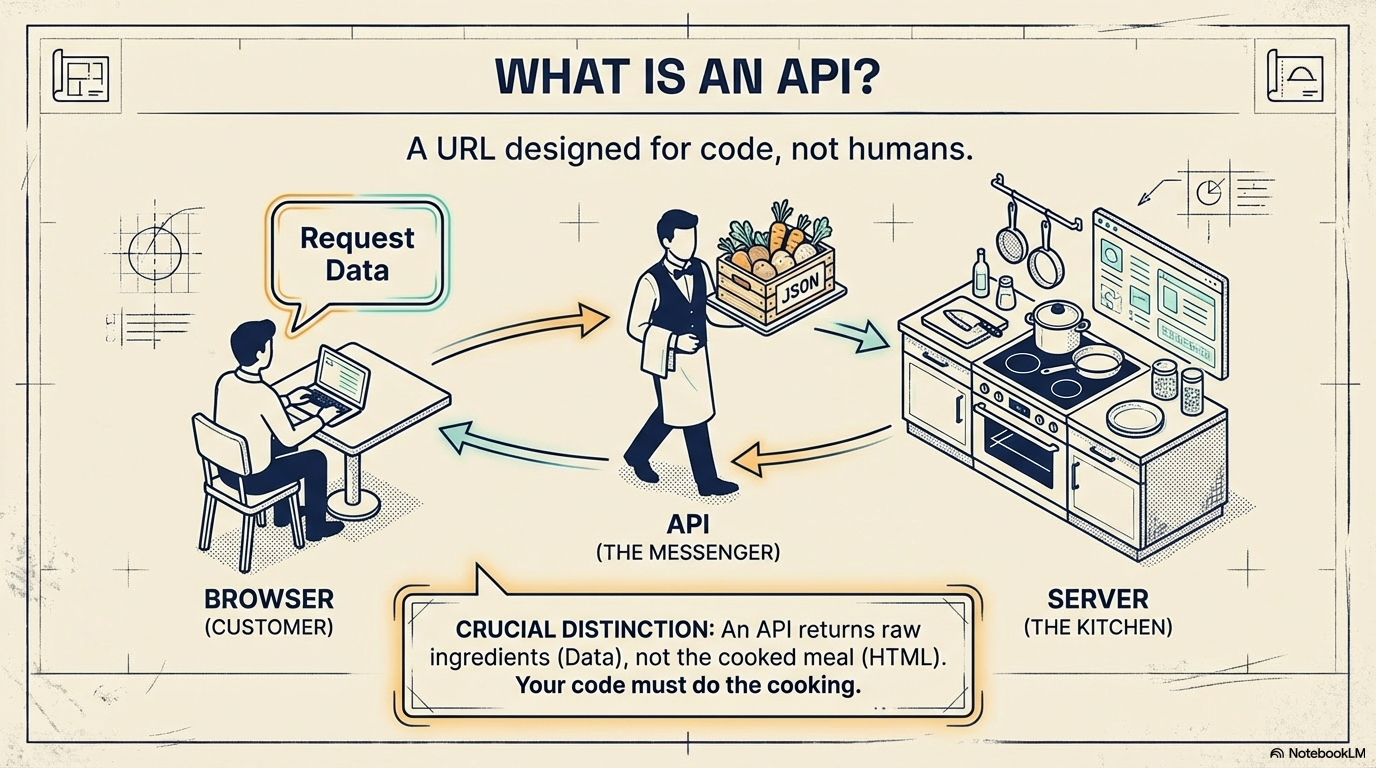 WHAT IS AN API?
A URL designed for code, not humans.
Request
Data
JSON
API
(THE MESSENGER)
BROWSER
(CUSTOMER)
SERVER
(THE KITCHEN)
CRUCIAL DISTINCTION: An API returns raw
ingredients (Data), not the cooked meal (HTML).
Your code must do the cooking.
NotebookLM